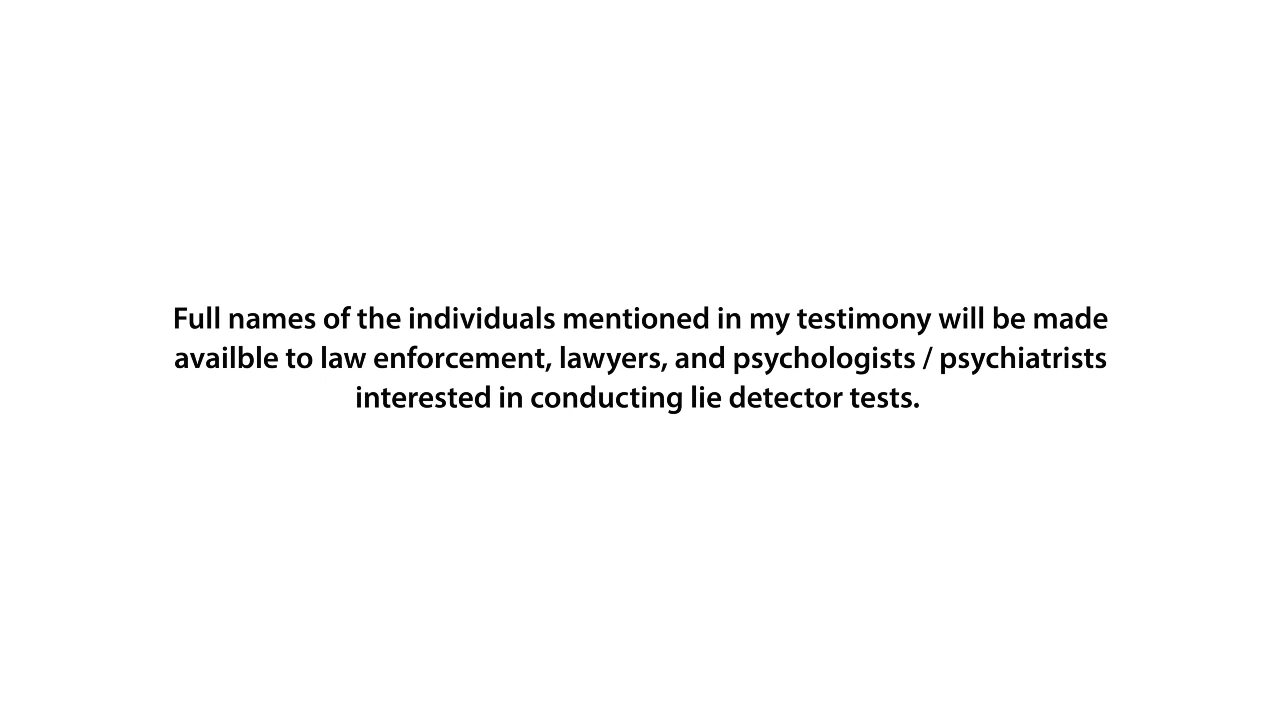 Full names of the individuals mentioned in my testimony will be made
availble to law enforcement, lawyers, and psychologists / psychiatrists
interested in conducting lie detector tests.